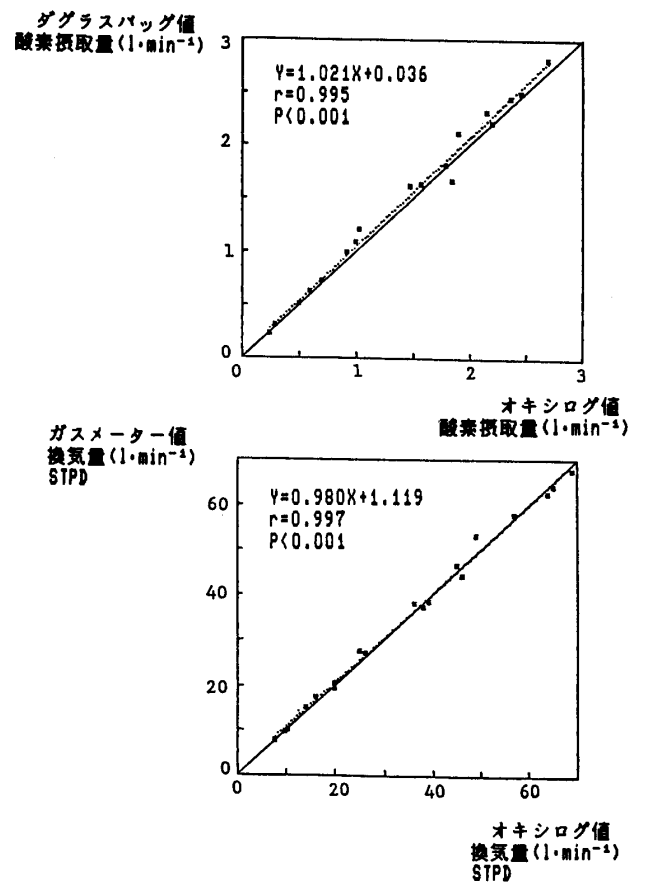 ダグラスバッグ値
酸素摂取量(l·min⁻¹)
3
2
1
0
Y=1.021X+0.036
r=0.995
P<0.001
0 1 2 3
オキシログ値
酸素摂取量(l·min⁻¹)
ガスメーター値
換気量(l·min⁻¹)
STPD
60
40
20
0
Y=0.980X+1.119
r=0.997
P<0.001
0 20 40 60
オキシログ値
換気量(l·min⁻¹)
STPD